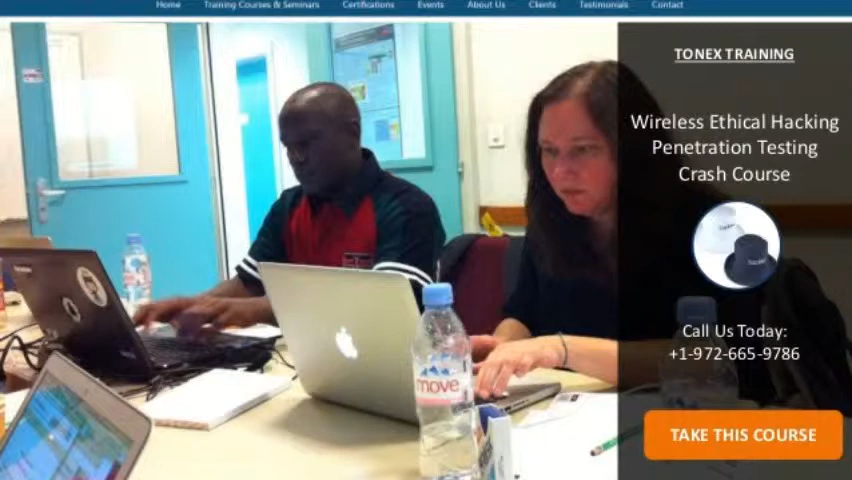 Home Training Courses & Seminars Certifications Events About Us Clients Testimonials Contact
TONEX TRAINING
Wireless Ethical Hacking
Penetration Testing
Crash Course
Call Us Today:
+1-972-665-9786
move
TAKE THIS COURSE